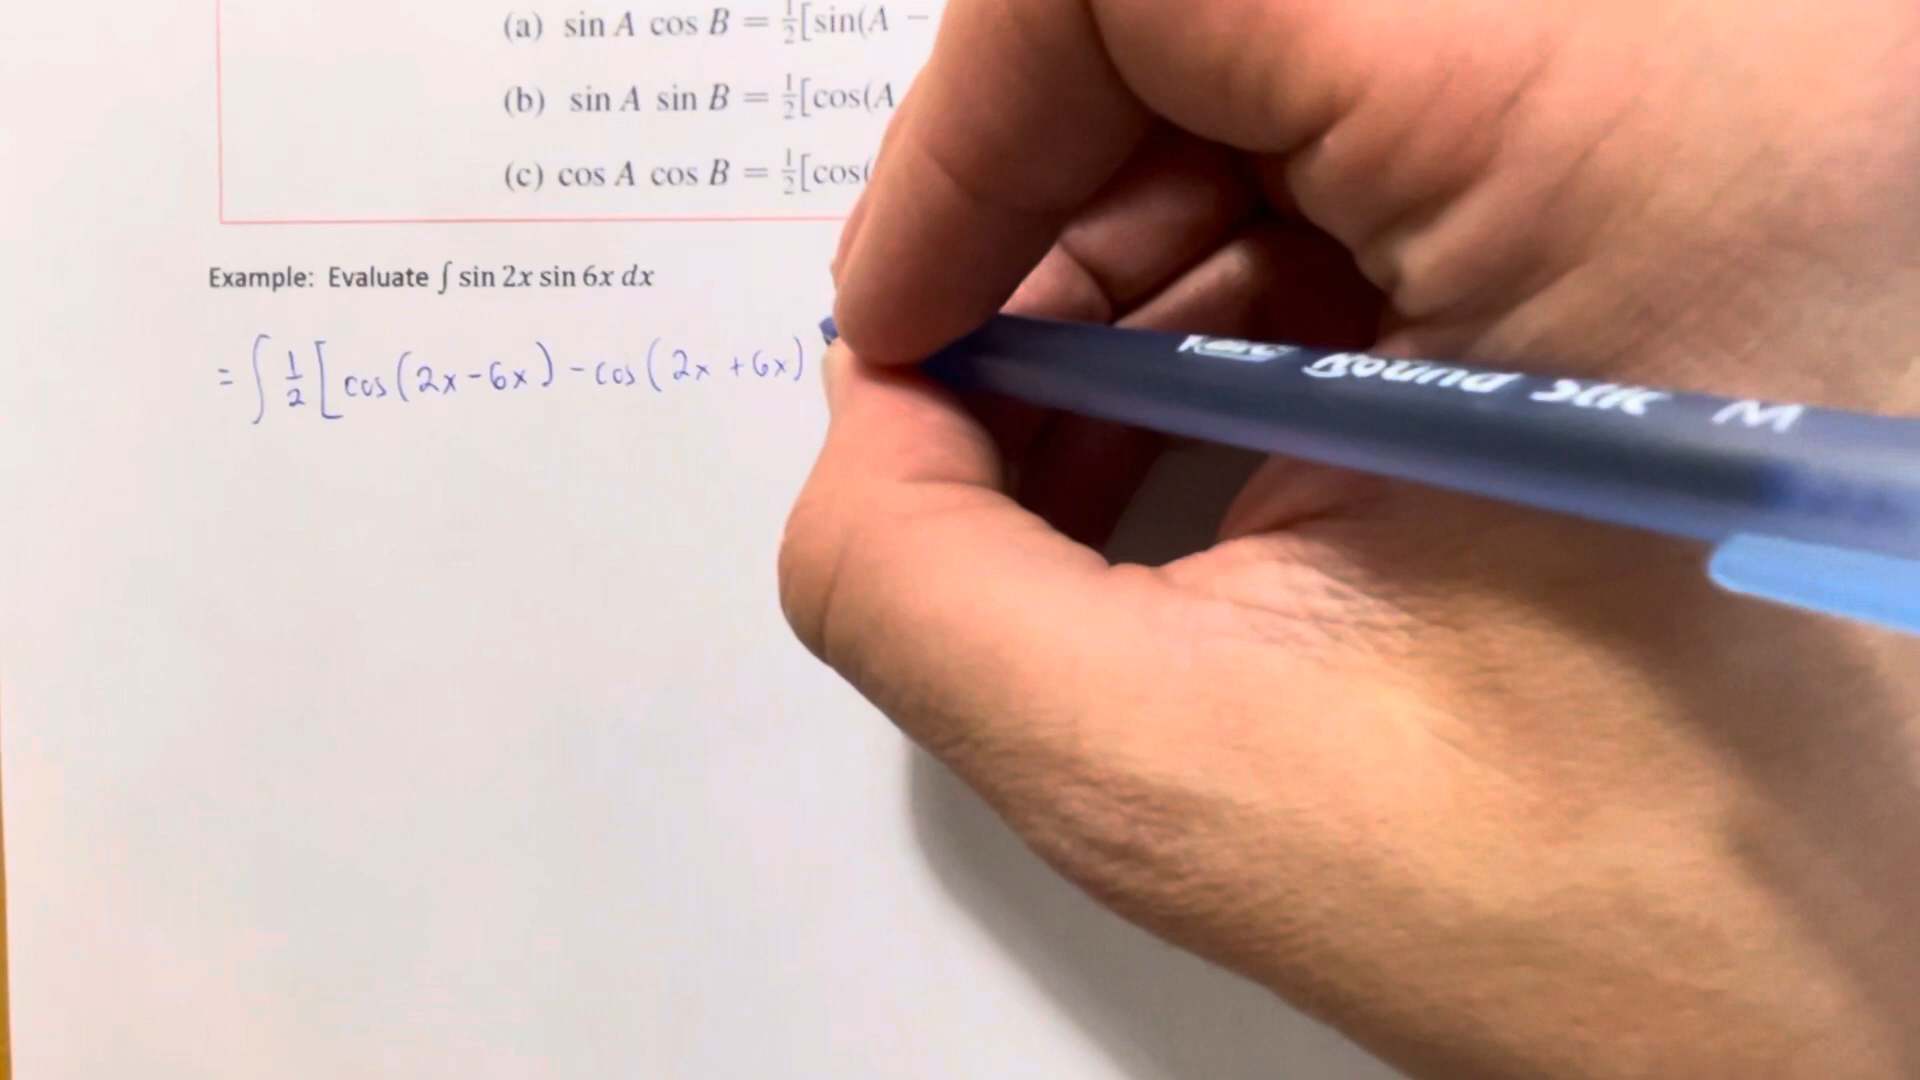 (a) sin A cos B = ½[sin(A −
(b) sin A sin B = ½[cos(A
(c) cos A cos B = ½[cos(
Example: Evaluate ∫ sin 2x sin 6x dx
= ∫ ½ [cos(2x-6x) - cos(2x+6x)
Round Stic M